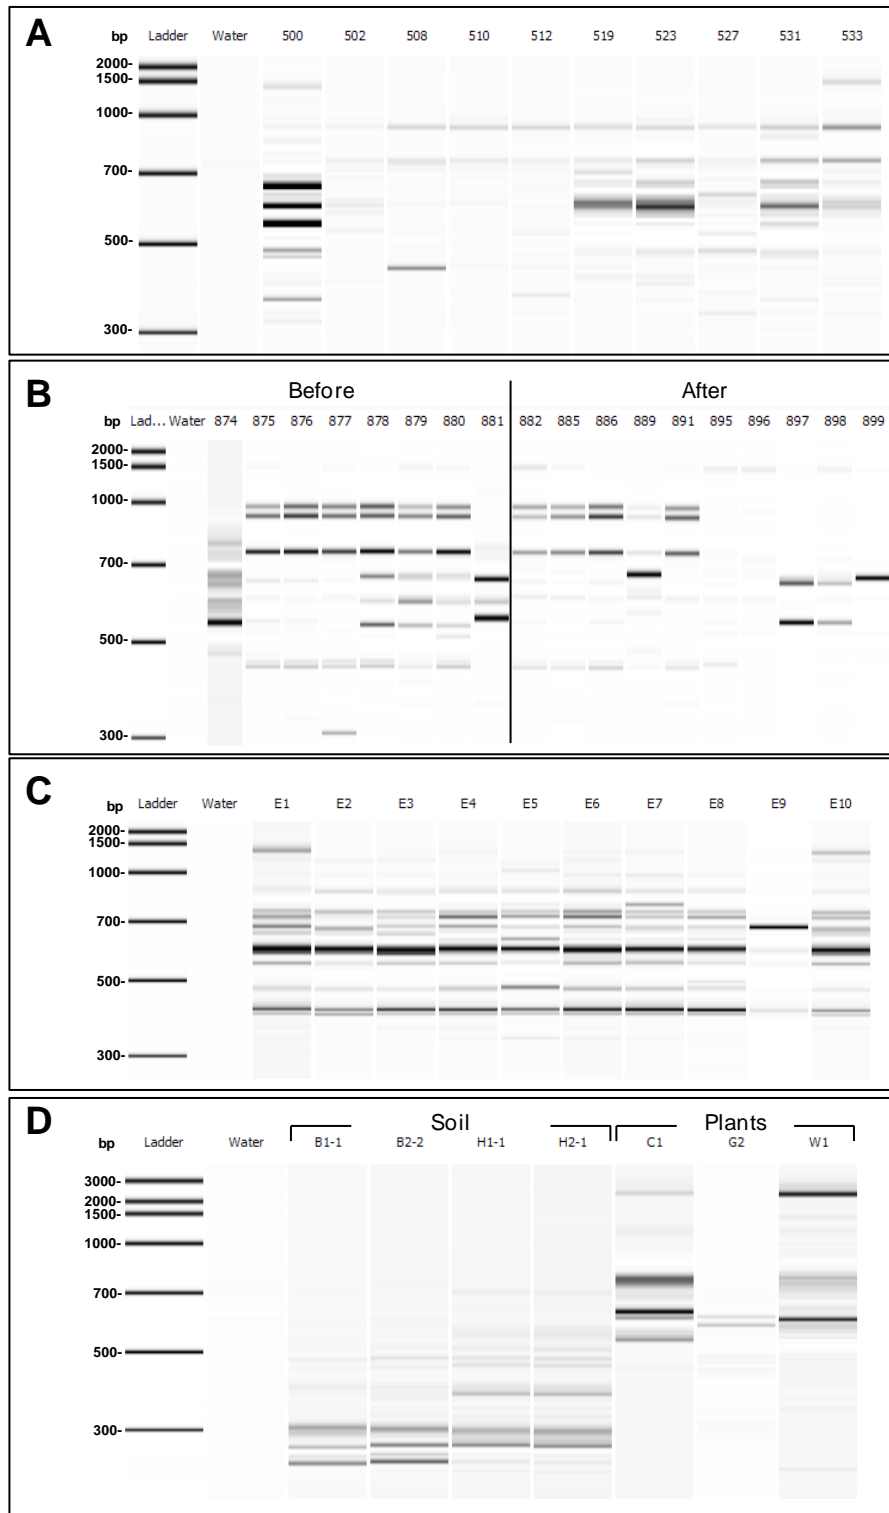 A
bp Ladder Water 500 502 508 510 512 519 523 527 531 533
2000-
1500-
1000-
700-
500-
300-
B
Before After
bp Lad... Water 874 875 876 877 878 879 880 881 882 885 886 889 891 895 896 897 898 899
2000-
1500-
1000-
700-
500-
300-
C
bp Ladder Water E1 E2 E3 E4 E5 E6 E7 E8 E9 E10
2000-
1500-
1000-
700-
500-
300-
D
Soil Plants
bp Ladder Water B1-1 B2-2 H1-1 H2-1 C1 G2 W1
3000-
2000-
1500-
1000-
700-
500-
300-